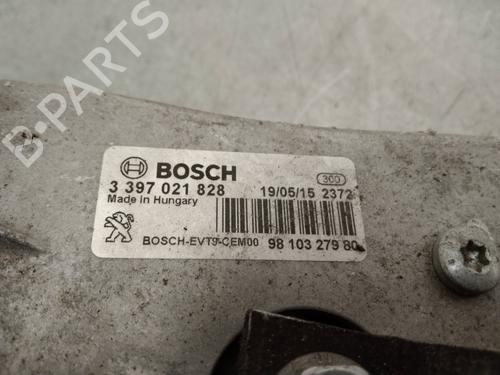 B-PARTS
BOSCH
3 397 021 828 19/05/15 2372
300
Made in Hungary
BOSCH-EVT9-CEM00 98 103 279 80